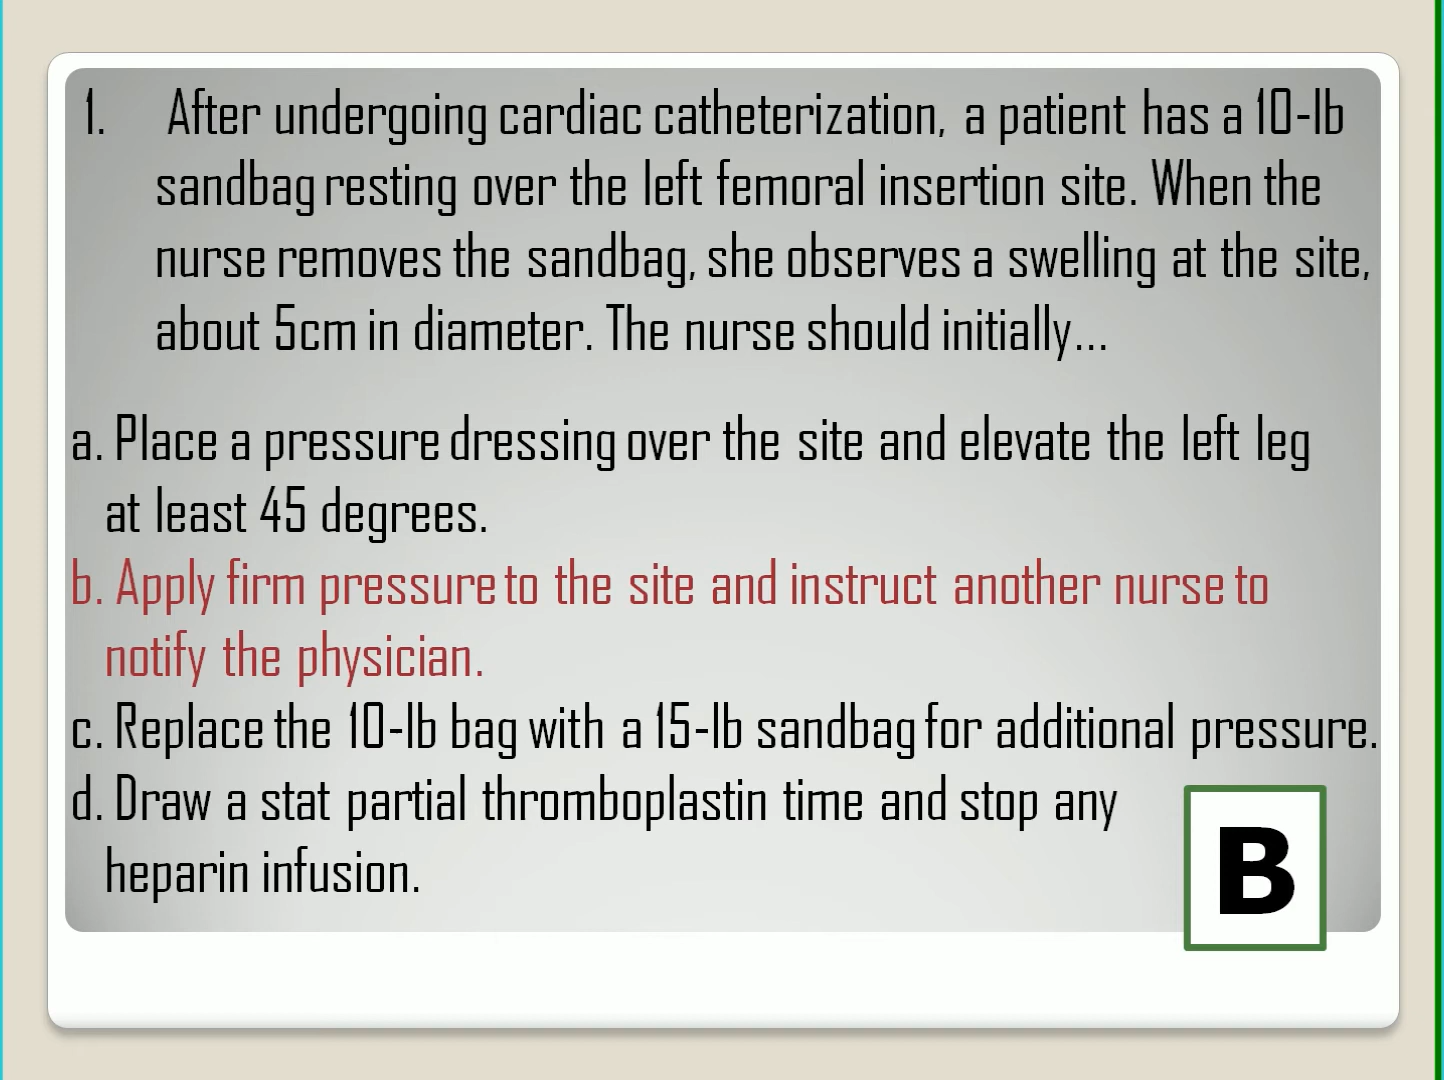 1. After undergoing cardiac catheterization, a patient has a 10-lb
sandbag resting over the left femoral insertion site. When the
nurse removes the sandbag, she observes a swelling at the site,
about 5cm in diameter. The nurse should initially...
a. Place a pressure dressing over the site and elevate the left leg
at least 45 degrees.
b. Apply firm pressure to the site and instruct another nurse to
notify the physician.
c. Replace the 10-lb bag with a 15-lb sandbag for additional pressure.
d. Draw a stat partial thromboplastin time and stop any
heparin infusion.
B